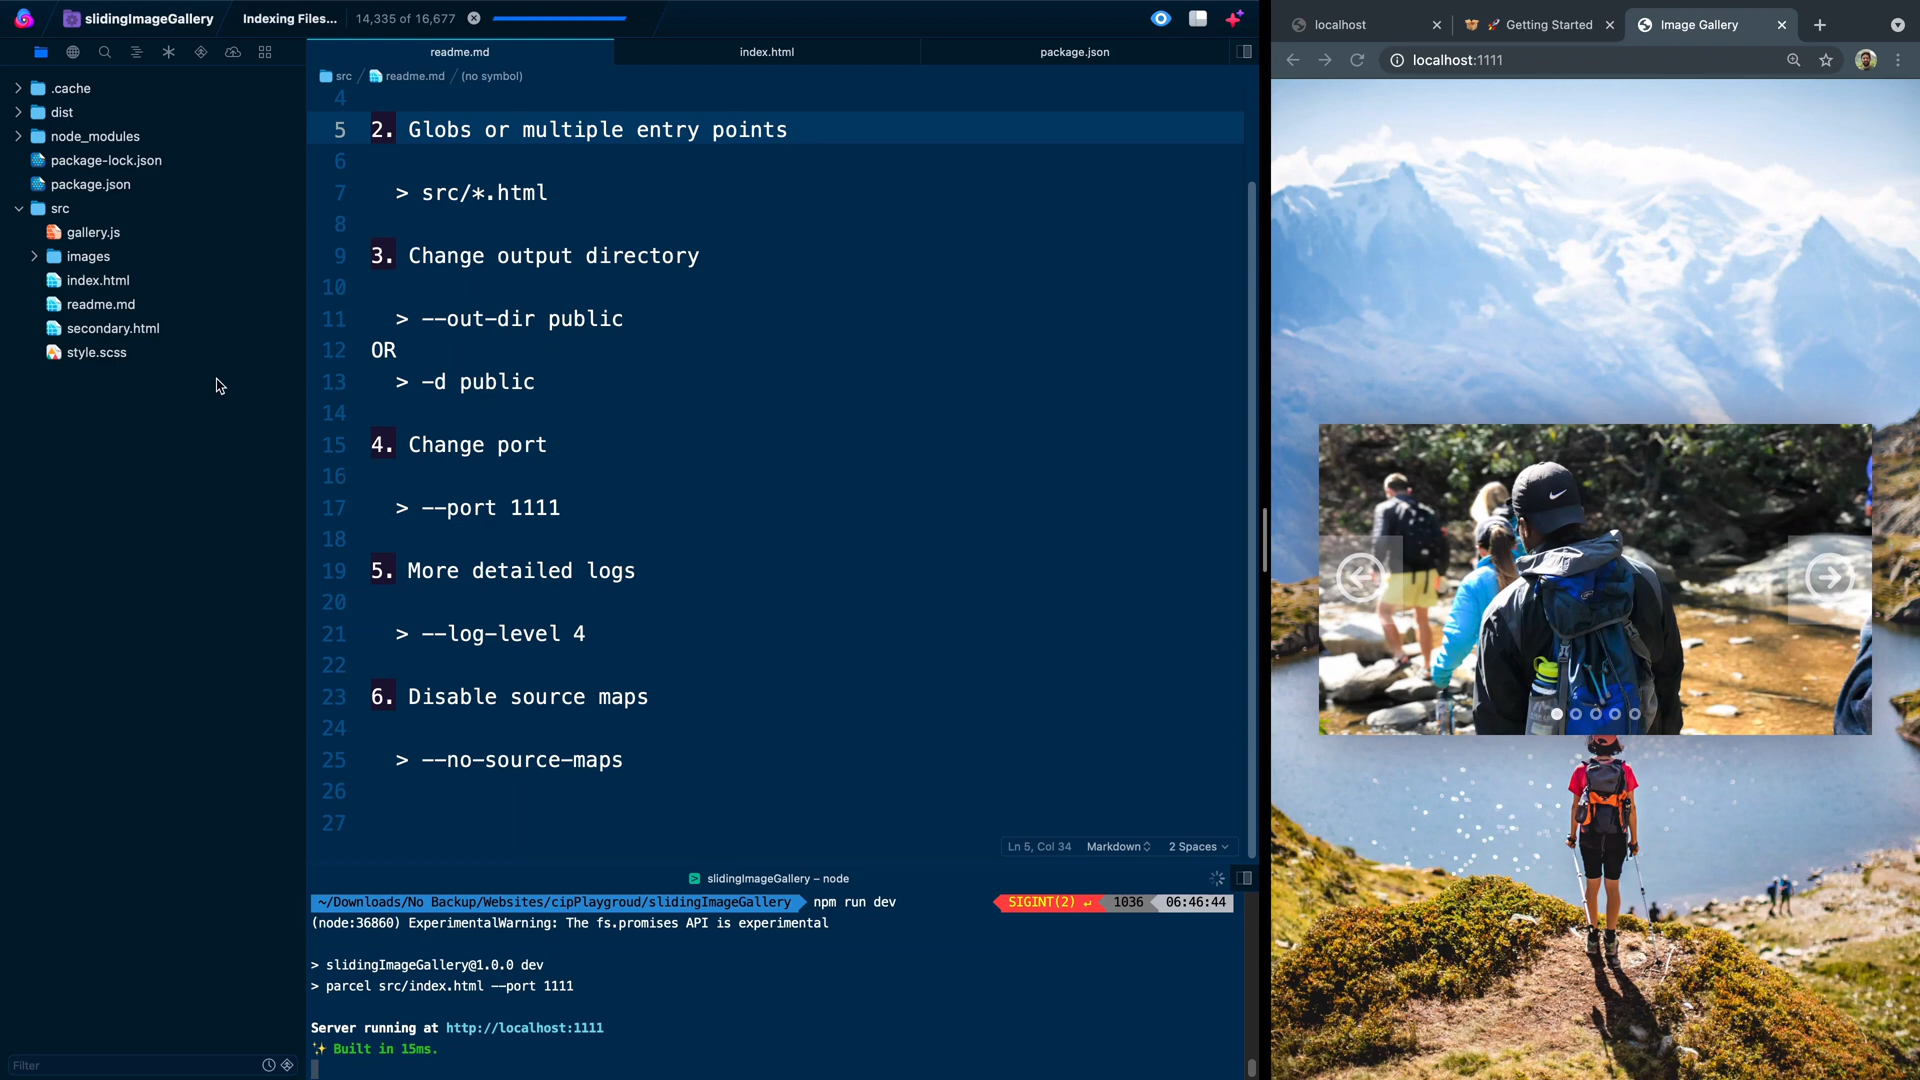 slidingImageGallery
Indexing Files...
14,335 of 16,677
.cache
dist
node_modules
package-lock.json
package.json
src
gallery.js
images
index.html
readme.md
secondary.html
style.scss
Filter
readme.md
index.html
package.json
src
readme.md
(no symbol)
4
5 2. Globs or multiple entry points
6
7 > src/*.html
8
9 3. Change output directory
10
11 > --out-dir public
12 OR
13 > -d public
14
15 4. Change port
16
17 > --port 1111
18
19 5. More detailed logs
20
21 > --log-level 4
22
23 6. Disable source maps
24
25 > --no-source-maps
26
27
Ln 5, Col 34
Markdown
2 Spaces
slidingImageGallery – node
~/Downloads/No Backup/Websites/cipPlaygroud/slidingImageGallery npm run dev SIGINT(2) ↵ 1036 06:46:44
(node:36860) ExperimentalWarning: The fs.promises API is experimental
> slidingImageGallery@1.0.0 dev
> parcel src/index.html --port 1111
Server running at http://localhost:1111
✨ Built in 15ms.
localhost
🚀 Getting Started
Image Gallery
localhost:1111